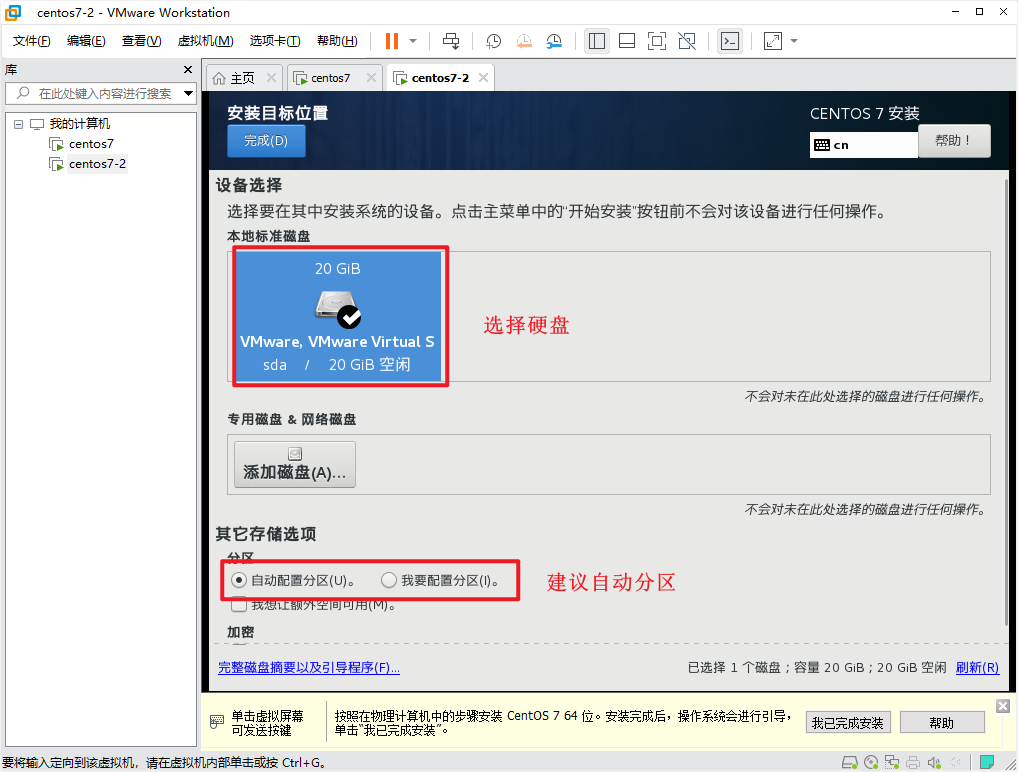 centos7-2 - VMware Workstation
文件(F) 编辑(E) 查看(V) 虚拟机(M) 选项卡(T) 帮助(H)
库
在此处键入内容进行搜索
我的计算机
centos7
centos7-2
主页 centos7 centos7-2
安装目标位置
完成(D)
CENTOS 7 安装
cn
帮助！
设备选择
选择要在其中安装系统的设备。点击主菜单中的“开始安装”按钮前不会对该设备进行任何操作。
本地标准磁盘
20 GiB
VMware, VMware Virtual S
sda / 20 GiB 空闲
选择硬盘
不会对未在此处选择的磁盘进行任何操作。
专用磁盘 & 网络磁盘
添加磁盘(A)...
不会对未在此处选择的磁盘进行任何操作。
其它存储选项
分区
自动配置分区(U)。 我要配置分区(I)。
建议自动分区
我想让额外空间可用(M)。
加密
完整磁盘摘要以及引导程序(F)...
已选择 1 个磁盘；容量 20 GiB；20 GiB 空闲 刷新(R)
单击虚拟屏幕
可发送按键
按照在物理计算机中的步骤安装 CentOS 7 64 位。安装完成后，操作系统会进行引导，
单击“我已完成安装”。
我已完成安装 帮助
要将输入定向到该虚拟机，请在虚拟机内部单击或按 Ctrl+G。